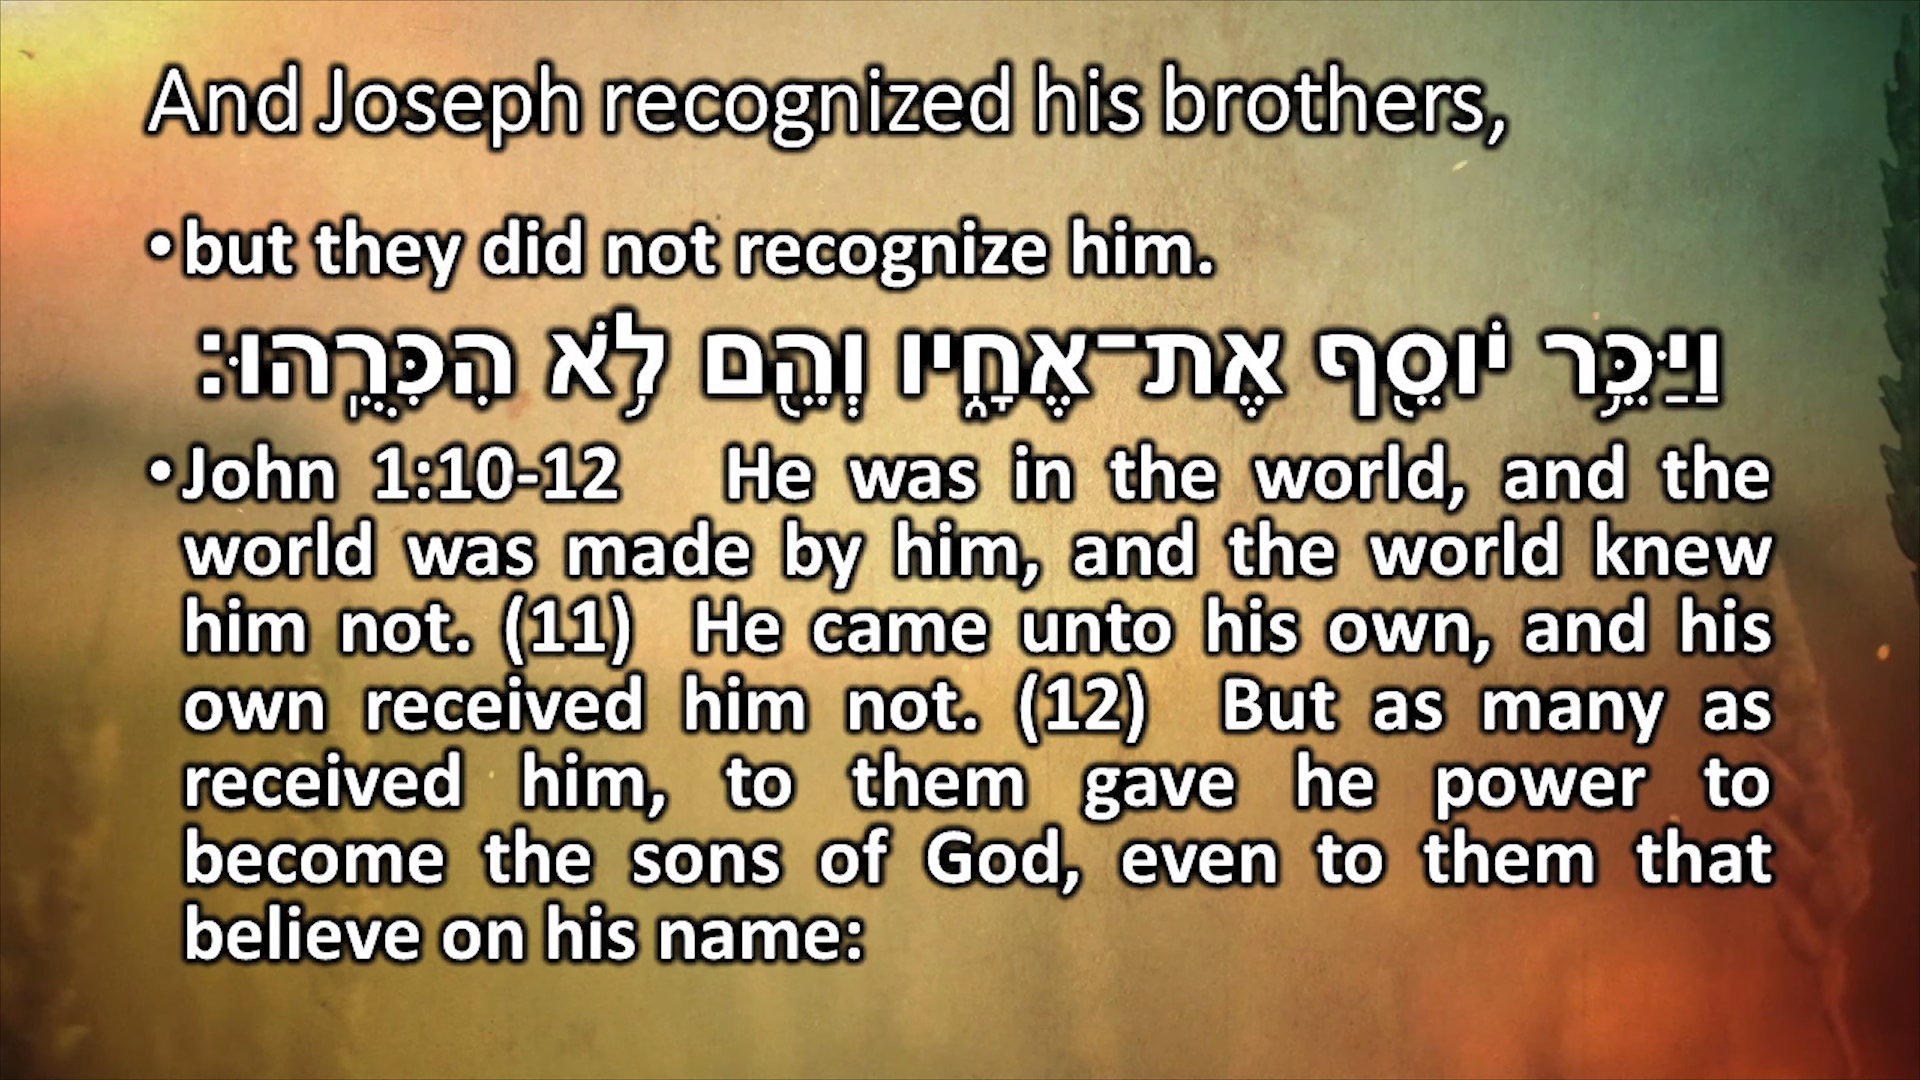 And Joseph recognized his brothers,
•but they did not recognize him.
וַיַּכֵּ֥ר יוֹסֵ֖ף אֶת־אֶחָ֑יו וְהֵ֖ם לֹ֥א הִכִּרֻֽהוּ׃
•John 1:10-12 He was in the world, and the
world was made by him, and the world knew
him not. (11) He came unto his own, and his
own received him not. (12) But as many as
received him, to them gave he power to
become the sons of God, even to them that
believe on his name: